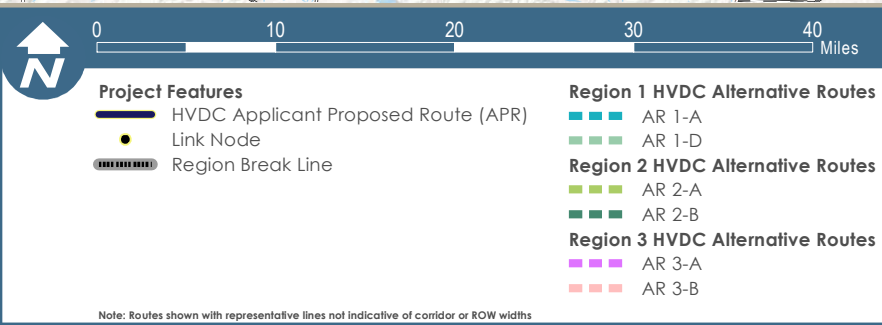 0 10 20 30 40
Miles
N
Project Features
HVDC Applicant Proposed Route (APR)
Link Node
Region Break Line
Region 1 HVDC Alternative Routes
AR 1-A
AR 1-D
Region 2 HVDC Alternative Routes
AR 2-A
AR 2-B
Region 3 HVDC Alternative Routes
AR 3-A
AR 3-B
Note: Routes shown with representative lines not indicative of corridor or ROW widths